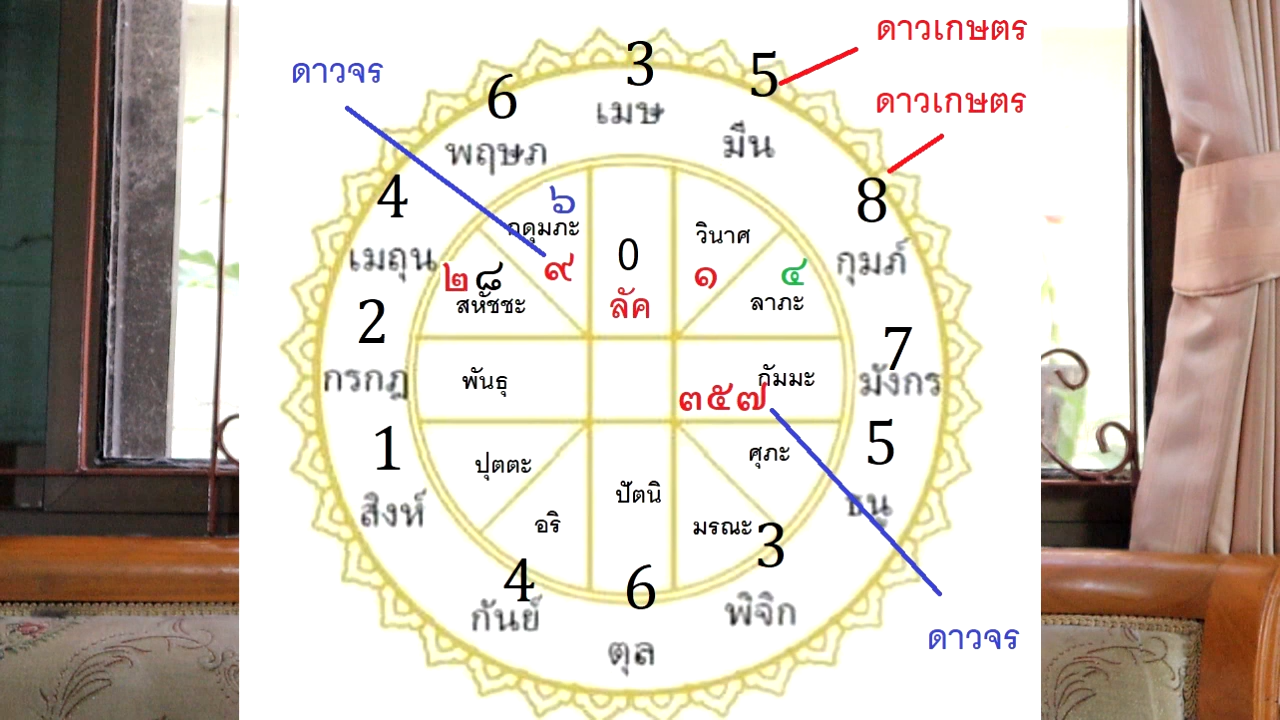 ดาวเกษตร
ดาวเกษตร
ดาวจร
3
5
6
เมษ
พฤษภ
มีน
4
8
๖
กดุมภะ
วินาศ
เมถุน
0
กุมภ์
๒ ๘
๙
๑
๔
สหัชชะ
ลัค
ลาภะ
2
7
กรกฎ
พันธุ
กัมมะ
มังกร
๓ ๕ ๗
1
5
ปุตตะ
ศุภะ
สิงห์
ปัตนิ
ธนู
อริ
มรณะ
4
6
3
กันย์
พิจิก
ตุล
ดาวจร